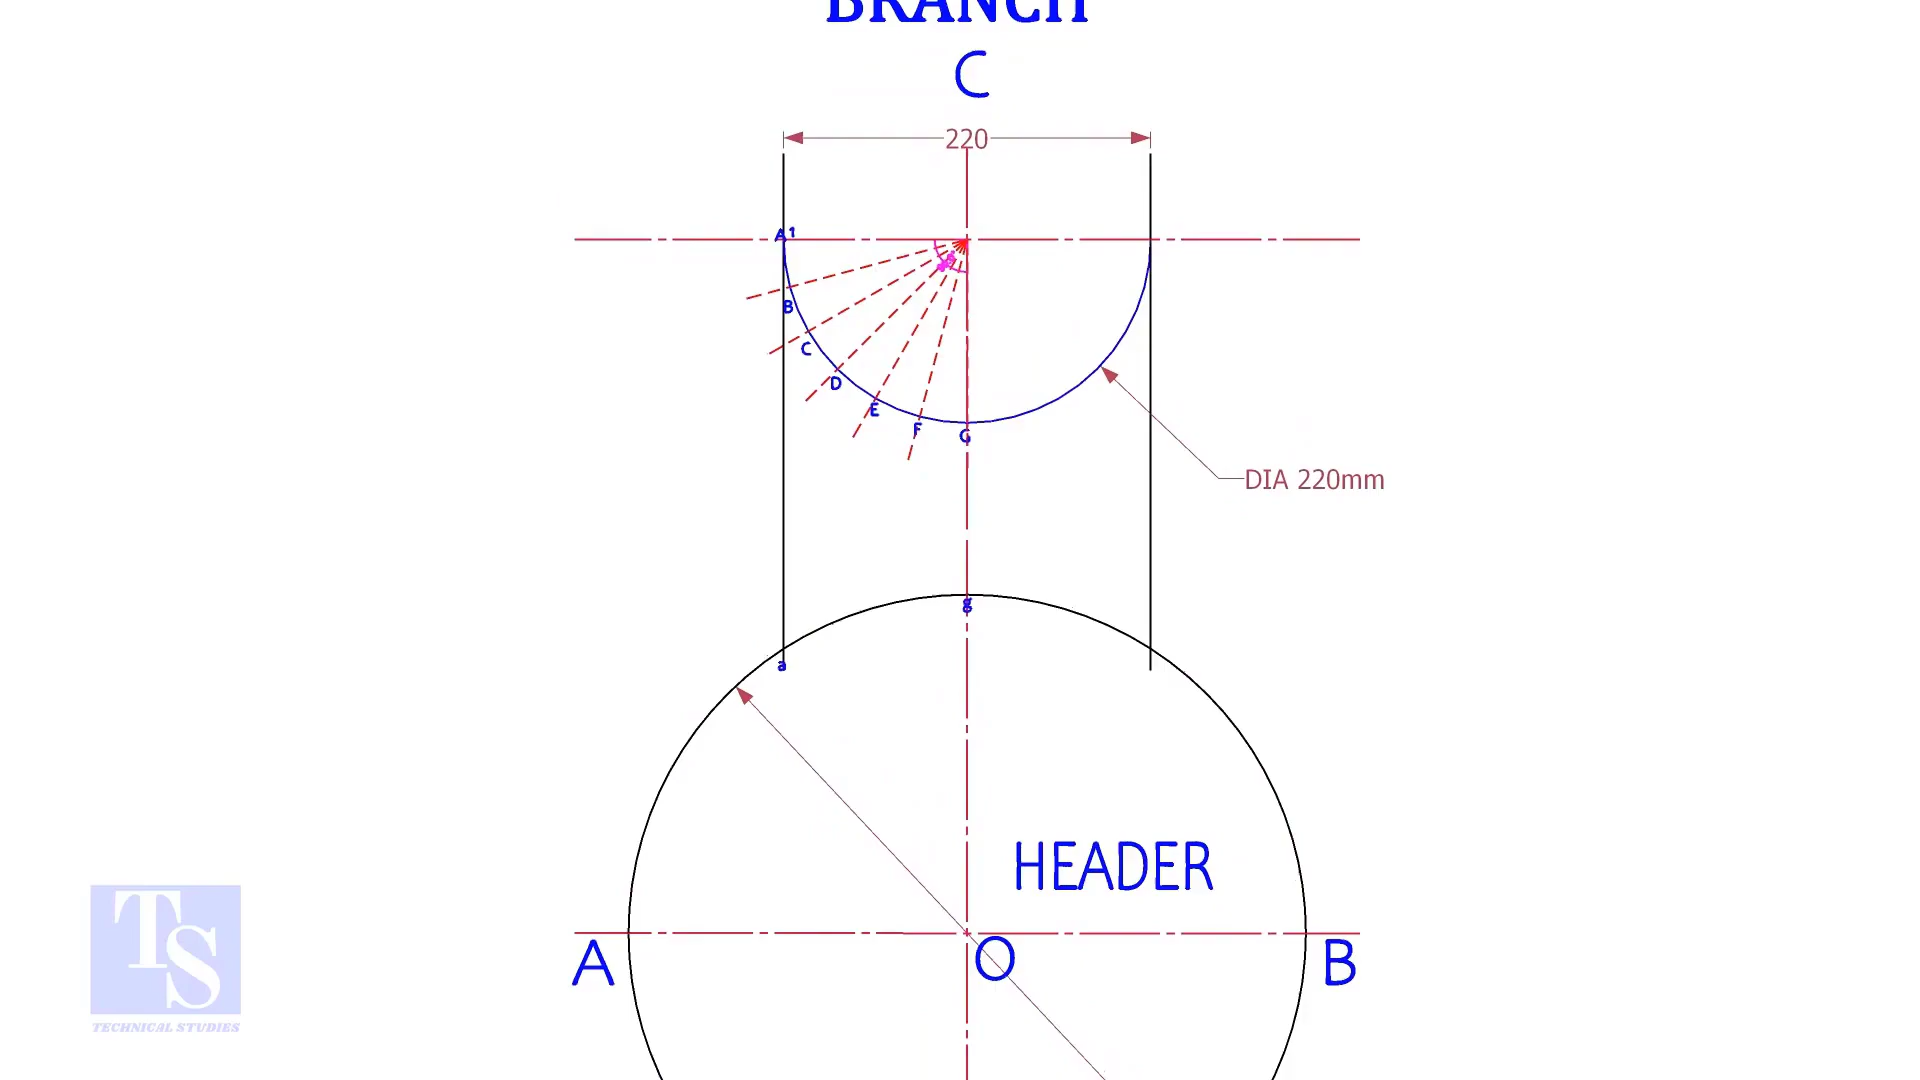 BRANCH
C
220
A1
B
C
D
E
F
G
DIA 220mm
g
a
HEADER
A
O
B
TS
TECHNICAL STUDIES